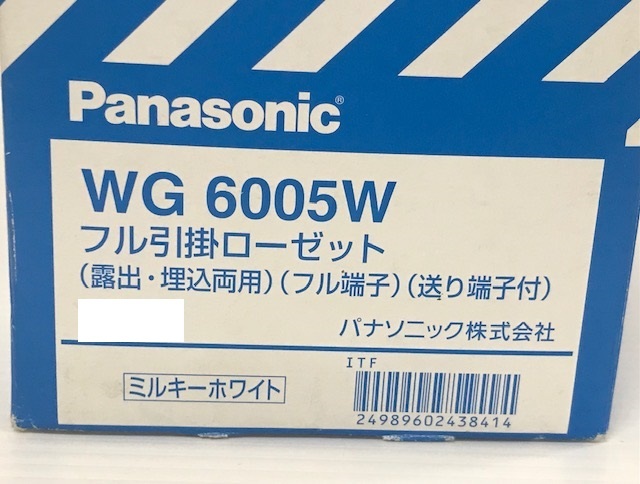 Panasonic®
WG 6005W
フル引掛ローゼット
(露出・埋込両用)(フル端子)(送り端子付)
パナソニック株式会社
ITF
ミルキーホワイト
24989602438414